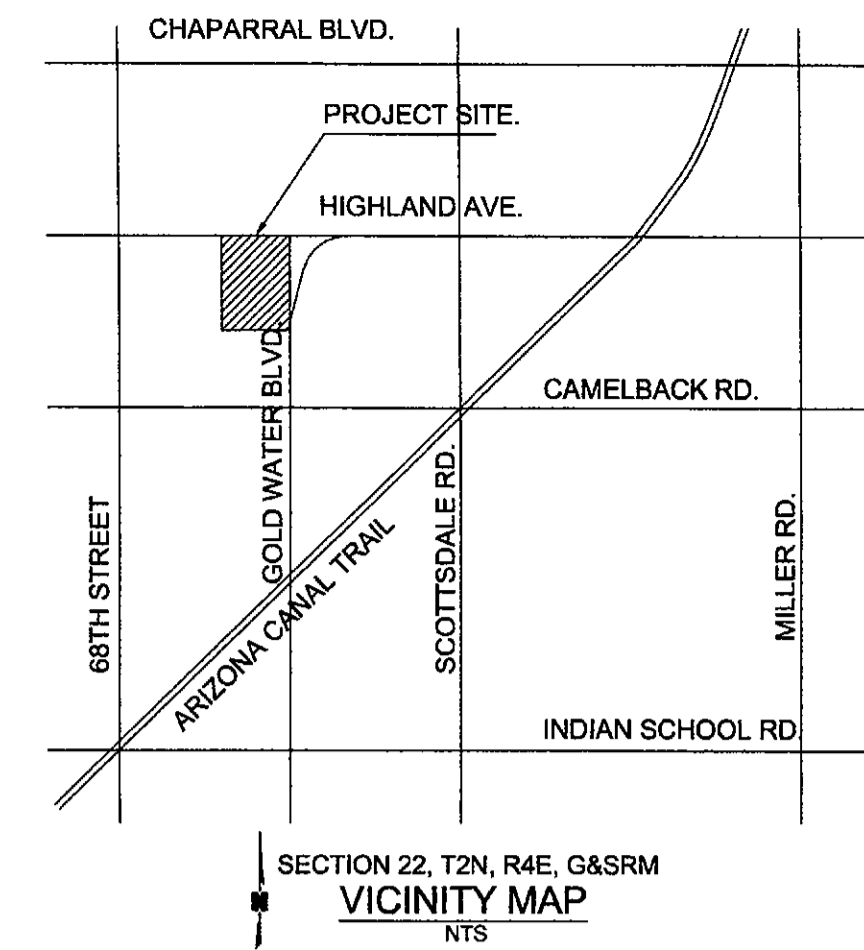 CHAPARRAL BLVD.
PROJECT SITE.
HIGHLAND AVE.
GOLD WATER BLVD.
CAMELBACK RD.
68TH STREET
ARIZONA CANAL TRAIL
SCOTTSDALE RD.
MILLER RD.
INDIAN SCHOOL RD.
N
SECTION 22, T2N, R4E, G&SRM
VICINITY MAP
NTS